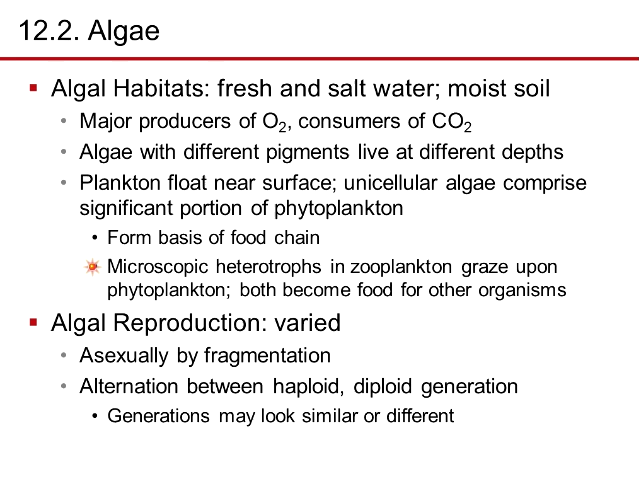 12.2. Algae
▪ Algal Habitats: fresh and salt water; moist soil
• Major producers of O₂, consumers of CO₂
• Algae with different pigments live at different depths
• Plankton float near surface; unicellular algae comprise
significant portion of phytoplankton
• Form basis of food chain
Microscopic heterotrophs in zooplankton graze upon
phytoplankton; both become food for other organisms
▪ Algal Reproduction: varied
• Asexually by fragmentation
• Alternation between haploid, diploid generation
• Generations may look similar or different